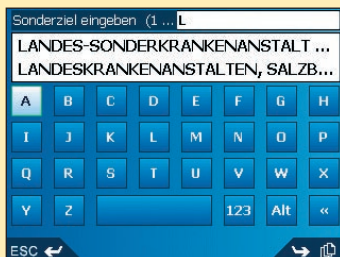 Sonderziel eingeben (1 ... L
LANDES-SONDERKRANKENANSTALT ...
LANDESKRANKENANSTALTEN, SALZB...
A B C D E F G H
I J K L M N O P
Q R S T U V W X
Y Z 123 Alt «
ESC